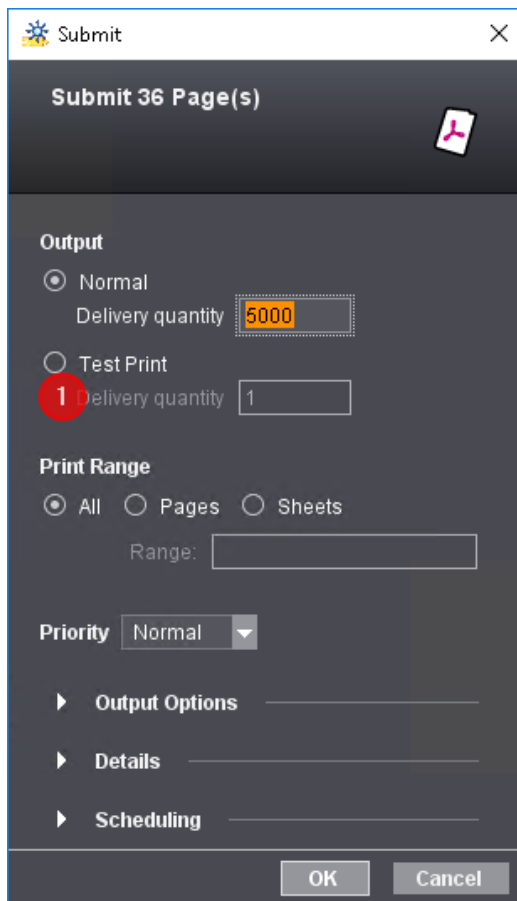 Submit
Submit 36 Page(s)
Output
Normal
Delivery quantity 5000
Test Print
1 Delivery quantity 1
Print Range
All Pages Sheets
Range:
Priority Normal
Output Options
Details
Scheduling
OK Cancel